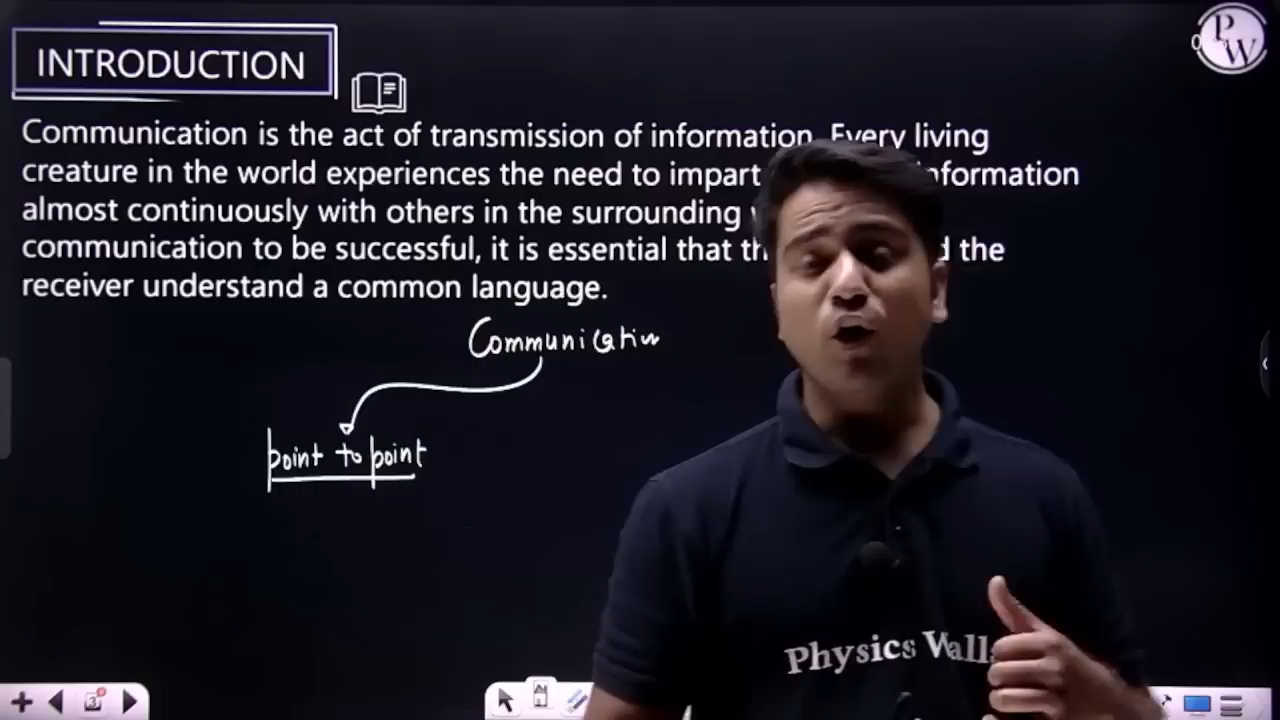 INTRODUCTION
P
W
Communication is the act of transmission of information. Every living
creature in the world experiences the need to impart information
almost continuously with others in the surrounding
communication to be successful, it is essential that the
receiver understand a common language.
Communication
point to point
Physics Walla
3